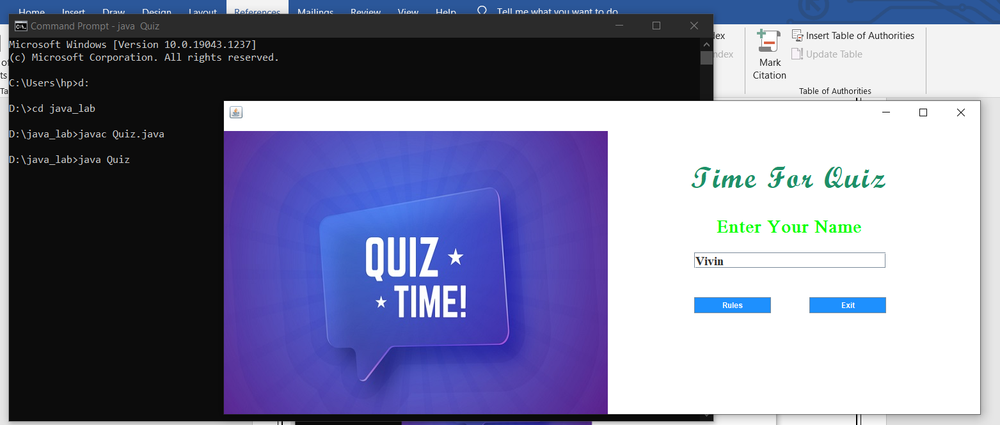 Home Insert Draw Design Layout References Mailings Review View Help Tell me what you want to do
Command Prompt - java Quiz
Microsoft Windows [Version 10.0.19043.1237]
(c) Microsoft Corporation. All rights reserved.
C:\Users\hp>d:
D:\>cd java_lab
D:\java_lab>javac Quiz.java
D:\java_lab>java Quiz
Insert Table of Authorities
Update Table
Mark
Citation
Table of Authorities
QUIZ
TIME!
Time For Quiz
Enter Your Name
Vivin
Rules Exit